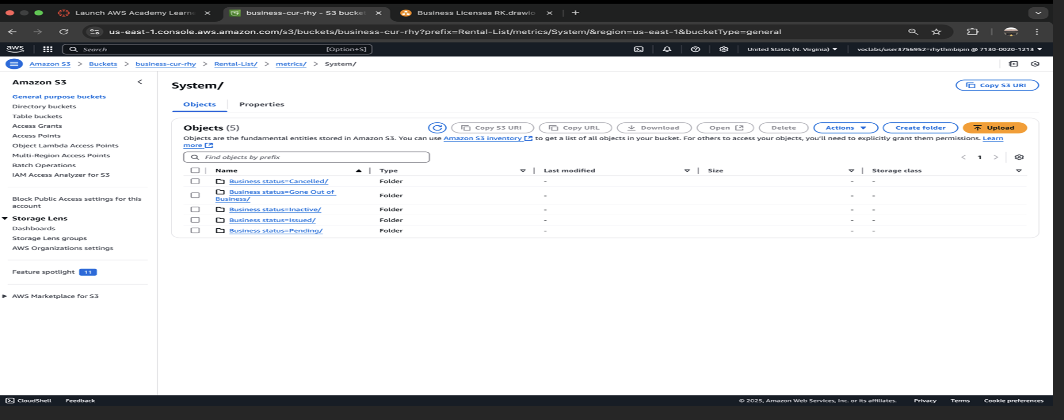 Launch AWS Academy Learn
business-cur-rhy - S3 bucke
Business Licenses RK.drawi
us-east-1.console.aws.amazon.com/s3/buckets/business-cur-rhy?prefix=Rental-List/metrics/System/&region=us-east-1&bucketType=general
aws
Search
[Option+S]
United States (N. Virginia)
Amazon S3 > Buckets > business-cur-rhy > Rental-List/ > metrics/ > System/
Amazon S3
General purpose buckets
Directory buckets
Table buckets
Access Grants
Access Points
Object Lambda Access Points
Multi-Region Access Points
Batch Operations
IAM Access Analyzer for S3
Block Public Access settings for this
account
Storage Lens
Dashboards
Storage Lens groups
AWS Organizations settings
Feature spotlight 11
AWS Marketplace for S3
System/
Copy S3 URI
Objects
Properties
Objects (5)
Copy S3 URI
Copy URL
Download
Open
Delete
Actions
Create folder
Upload
Objects are the fundamental entities stored in Amazon S3. You can use Amazon S3 inventory to get a list of all objects in your bucket. For others to access your objects, you'll need to explicitly grant them permissions. Learn
more
Find objects by prefix
< 1 >
Name | Type | Last modified | Size | Storage class
Business status=Cancelled/ Folder - - -
Business status=Gone Out of
Business/ Folder - - -
Business status=Inactive/ Folder - - -
Business status=Issued/ Folder - - -
Business status=Pending/ Folder - - -
CloudShell Feedback
© 2025, Amazon Web Services, Inc. or its affiliates. Privacy Terms Cookie preferences